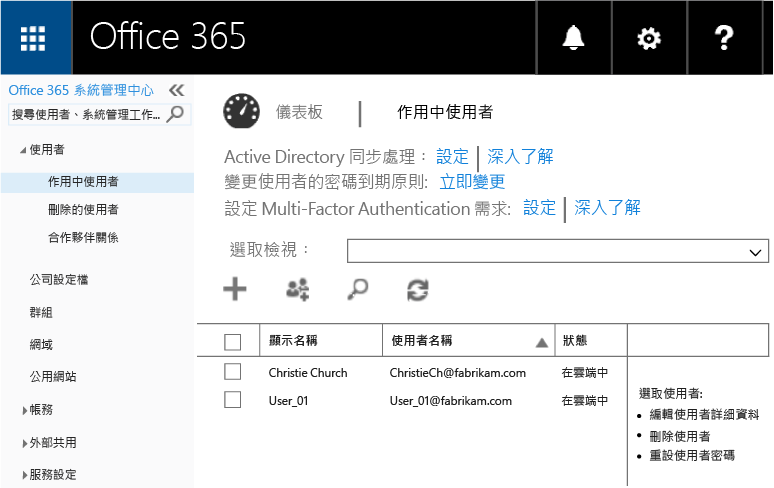 Office 365
?
Office 365 系統管理中心
搜尋使用者、系統管理工作...
使用者
作用中使用者
刪除的使用者
合作夥伴關係
公司設定檔
群組
網域
公用網站
帳務
外部共用
服務設定
儀表板 | 作用中使用者
Active Directory 同步處理： 設定 | 深入了解
變更使用者的密碼到期原則: 立即變更
設定 Multi-Factor Authentication 需求: 設定 | 深入了解
選取檢視：
顯示名稱 使用者名稱 狀態
Christie Church ChristieCh@fabrikam.com 在雲端中
User_01 User_01@fabrikam.com 在雲端中
選取使用者:
• 編輯使用者詳細資料
• 刪除使用者
• 重設使用者密碼